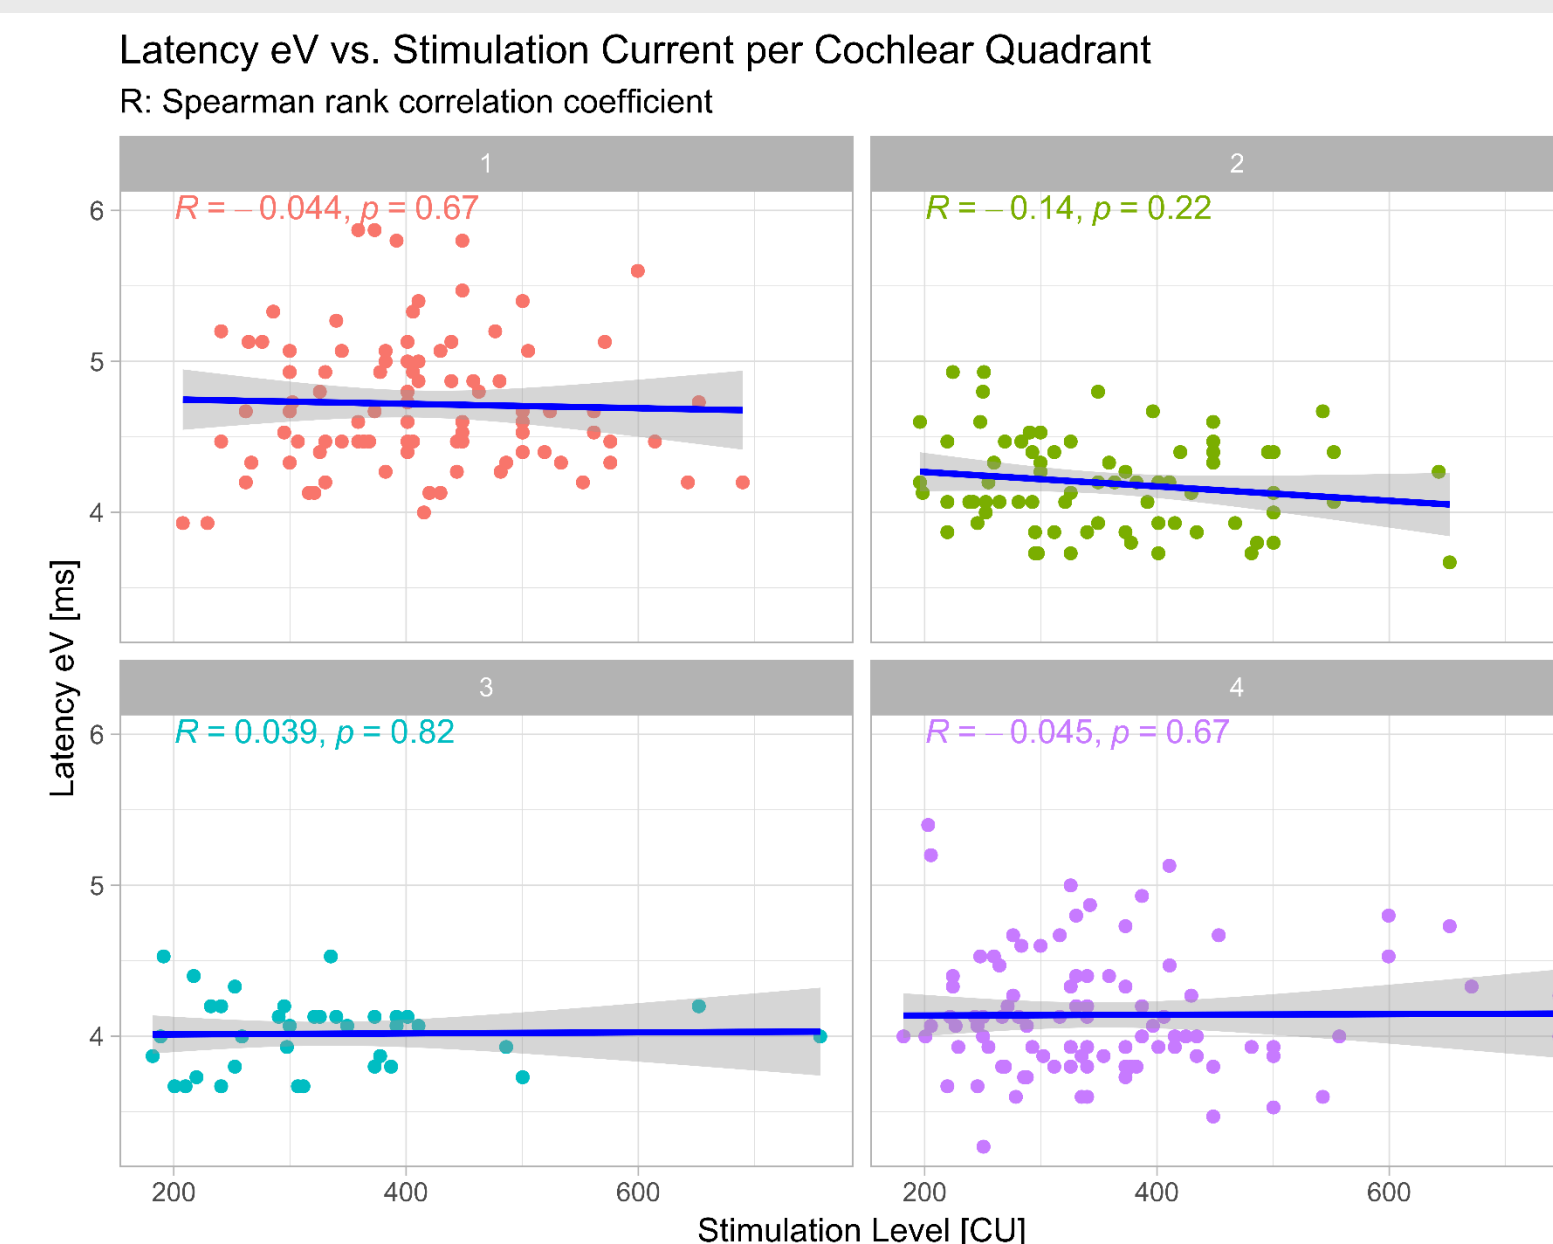 Latency eV vs. Stimulation Current per Cochlear Quadrant
R: Spearman rank correlation coefficient
1
2
R = −0.044, p = 0.67
R = −0.14, p = 0.22
6
5
4
Latency eV [ms]
3
4
R = 0.039, p = 0.82
R = −0.045, p = 0.67
6
5
4
200 400 600
200 400 600
Stimulation Level [CU]